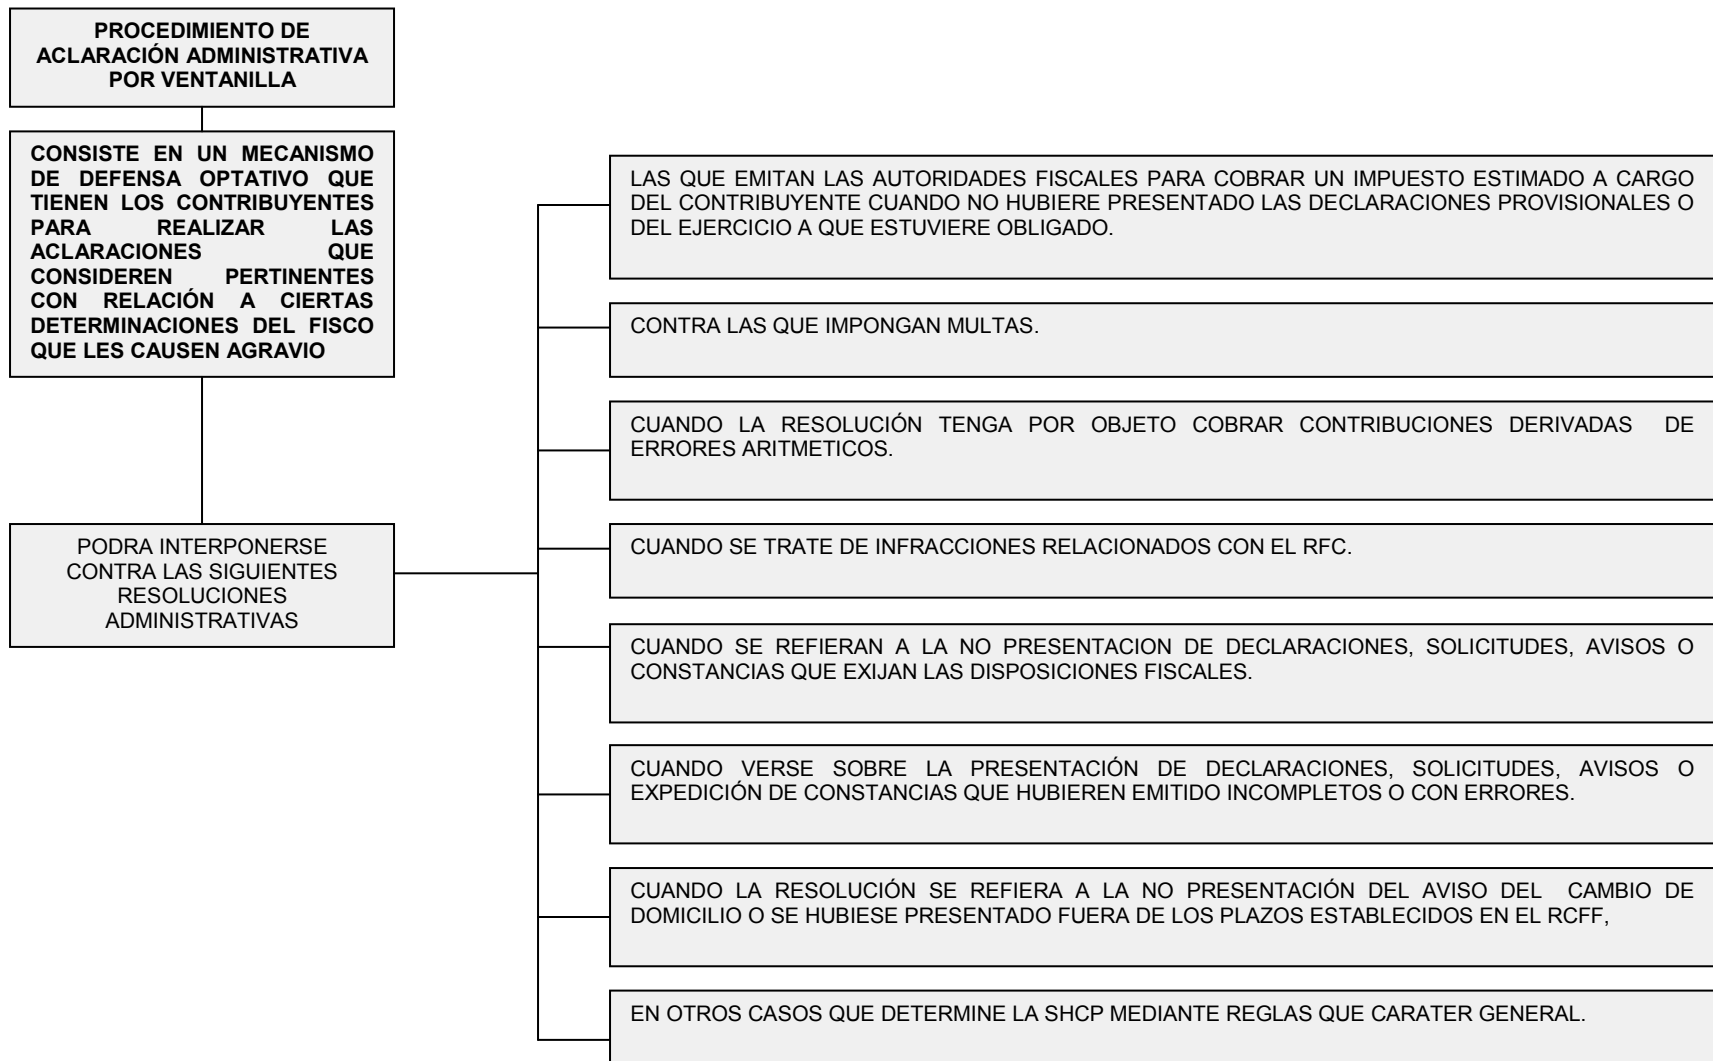 PROCEDIMIENTO DE
ACLARACIÓN ADMINISTRATIVA
POR VENTANILLA
CONSISTE EN UN MECANISMO
DE DEFENSA OPTATIVO QUE
TIENEN LOS CONTRIBUYENTES
PARA REALIZAR LAS
ACLARACIONES QUE
CONSIDEREN PERTINENTES
CON RELACIÓN A CIERTAS
DETERMINACIONES DEL FISCO
QUE LES CAUSEN AGRAVIO
PODRA INTERPONERSE
CONTRA LAS SIGUIENTES
RESOLUCIONES
ADMINISTRATIVAS
LAS QUE EMITAN LAS AUTORIDADES FISCALES PARA COBRAR UN IMPUESTO ESTIMADO A CARGO
DEL CONTRIBUYENTE CUANDO NO HUBIERE PRESENTADO LAS DECLARACIONES PROVISIONALES O
DEL EJERCICIO A QUE ESTUVIERE OBLIGADO.
CONTRA LAS QUE IMPONGAN MULTAS.
CUANDO LA RESOLUCIÓN TENGA POR OBJETO COBRAR CONTRIBUCIONES DERIVADAS DE
ERRORES ARITMETICOS.
CUANDO SE TRATE DE INFRACCIONES RELACIONADOS CON EL RFC.
CUANDO SE REFIERAN A LA NO PRESENTACION DE DECLARACIONES, SOLICITUDES, AVISOS O
CONSTANCIAS QUE EXIJAN LAS DISPOSICIONES FISCALES.
CUANDO VERSE SOBRE LA PRESENTACIÓN DE DECLARACIONES, SOLICITUDES, AVISOS O
EXPEDICIÓN DE CONSTANCIAS QUE HUBIEREN EMITIDO INCOMPLETOS O CON ERRORES.
CUANDO LA RESOLUCIÓN SE REFIERA A LA NO PRESENTACIÓN DEL AVISO DEL CAMBIO DE
DOMICILIO O SE HUBIESE PRESENTADO FUERA DE LOS PLAZOS ESTABLECIDOS EN EL RCFF,
EN OTROS CASOS QUE DETERMINE LA SHCP MEDIANTE REGLAS QUE CARATER GENERAL.